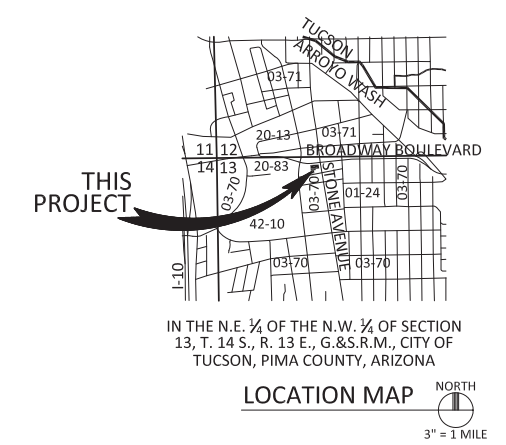 TUCSON
ARROYO WASH
03-71
20-13
03-71
BROADWAY BOULEVARD
11 12
14 13
20-83
THIS
PROJECT
03-70
03-70
STONE AVENUE
01-24
03-70
42-10
03-70
03-70
I-10
IN THE N.E. ¼ OF THE N.W. ¼ OF SECTION
13, T. 14 S., R. 13 E., G.&S.R.M., CITY OF
TUCSON, PIMA COUNTY, ARIZONA
LOCATION MAP
NORTH
3" = 1 MILE